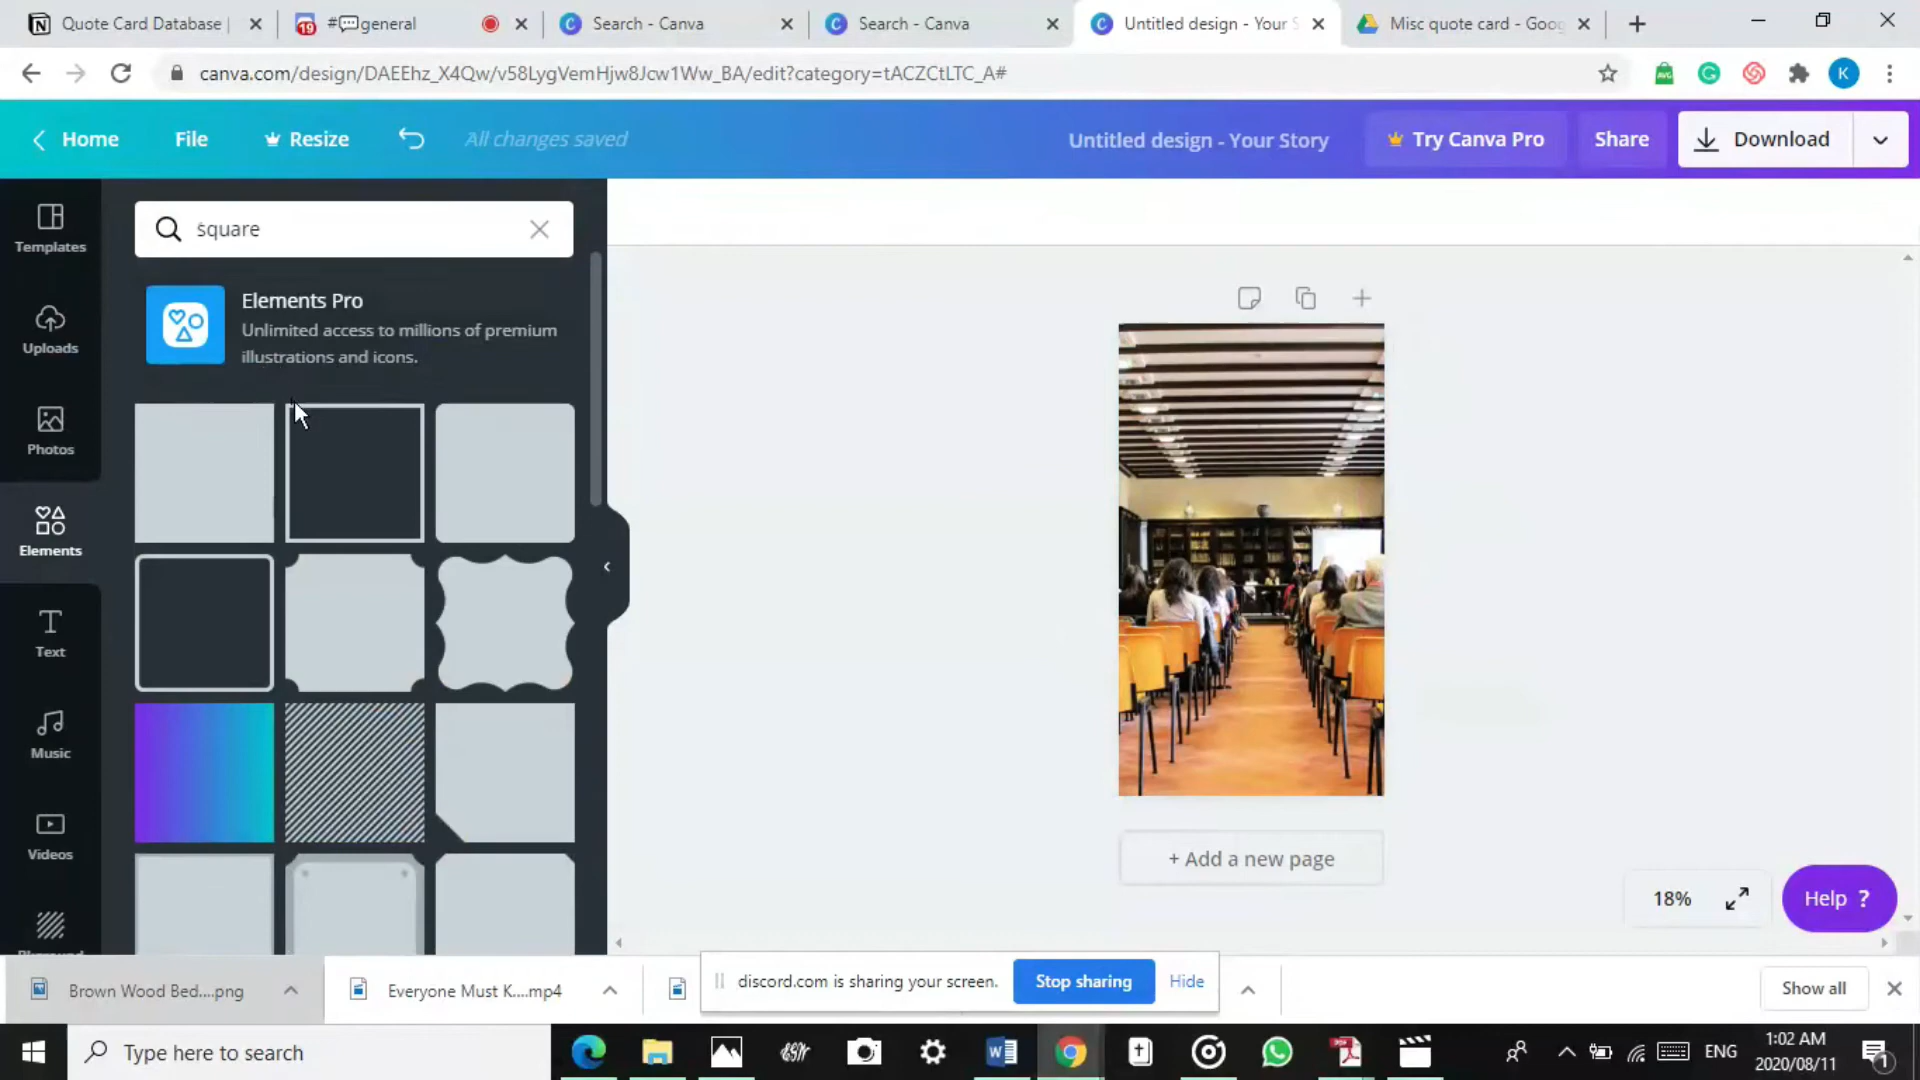 Quote Card Database |
19
#💬general
Search - Canva
Search - Canva
Untitled design - Your S
Misc quote card - Goog
canva.com/design/DAEEhz_X4Qw/v58LygVemHjw8Jcw1Ww_BA/edit?category=tACZCtLTC_A#
AVG
K
Home
File
Resize
All changes saved
Untitled design - Your Story
Try Canva Pro
Share
Download
Templates
Uploads
Photos
Elements
Text
Music
Videos
square
Elements Pro
Unlimited access to millions of premium
illustrations and icons.
+ Add a new page
18%
Help ?
Brown Wood Bed....png
Everyone Must K....mp4
discord.com is sharing your screen.
Stop sharing
Hide
Show all
Type here to search
ENG
1:02 AM
2020/08/11
1